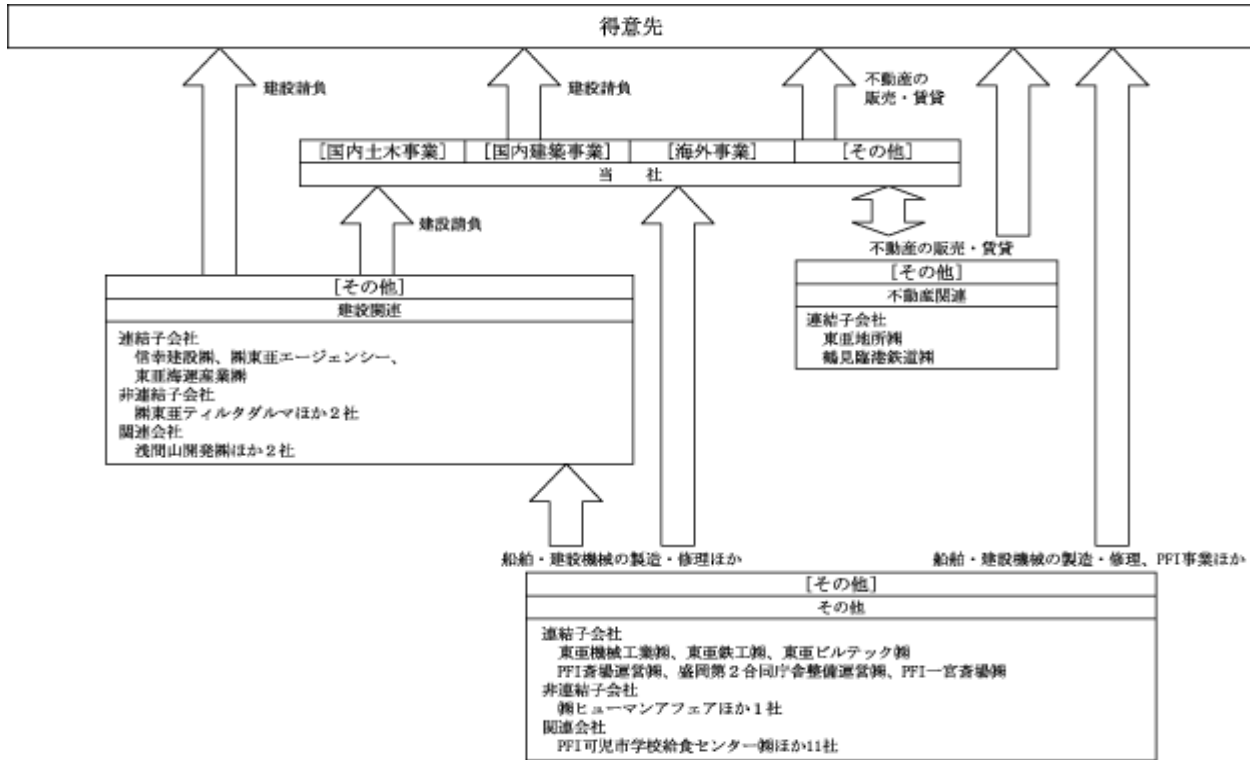 得意先
建設請負
建設請負
不動産の
販売・賃貸
[国内土木事業]
[国内建築事業]
[海外事業]
[その他]
当　社
建設請負
不動産の販売・賃貸
[その他]
建設関連
連結子会社
信幸建設㈱、㈱東亜エージェンシー、
東亜海運産業㈱
非連結子会社
㈱東亜ティルタダルマほか２社
関連会社
浅間山開発㈱ほか２社
[その他]
不動産関連
連結子会社
東亜地所㈱
鶴見臨港鉄道㈱
船舶・建設機械の製造・修理ほか
船舶・建設機械の製造・修理、PFI事業ほか
[その他]
その他
連結子会社
東亜機械工業㈱、東亜鉄工㈱、東亜ビルテック㈱
PFI斎場運営㈱、盛岡第２合同庁舎整備運営㈱、PFI一宮斎場㈱
非連結子会社
㈱ヒューマンアフェアほか１社
関連会社
PFI可児市学校給食センター㈱ほか11社